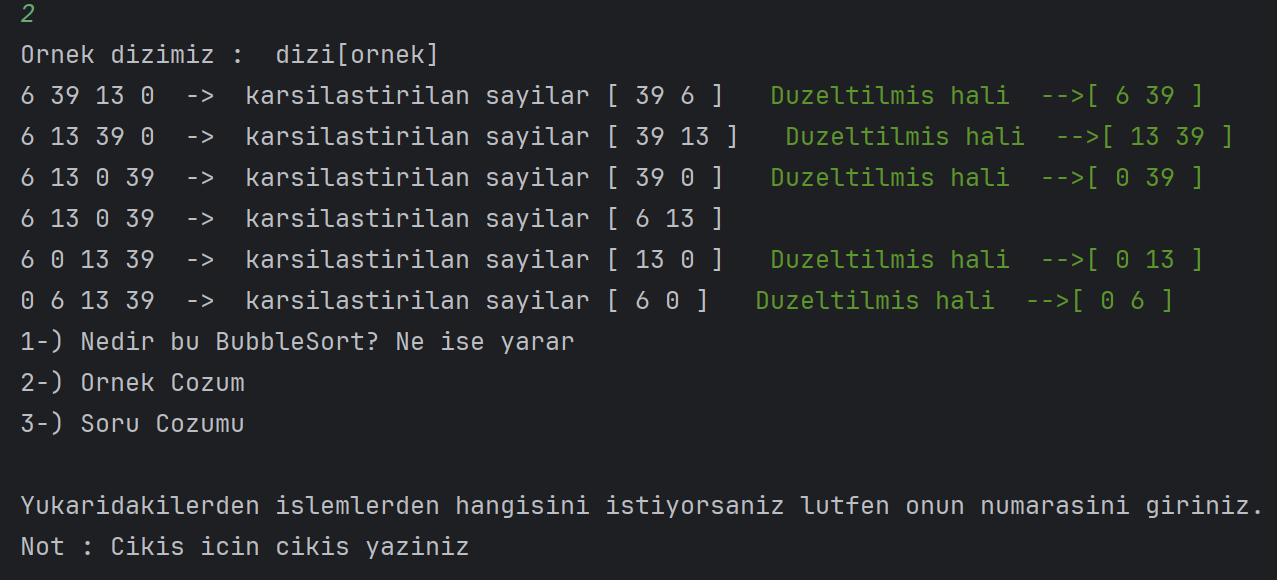 2
Ornek dizimiz :  dizi[ornek]
6 39 13 0  ->  karsilastirilan sayilar [ 39 6 ]   Duzeltilmis hali  -->[ 6 39 ]
6 13 39 0  ->  karsilastirilan sayilar [ 39 13 ]   Duzeltilmis hali  -->[ 13 39 ]
6 13 0 39  ->  karsilastirilan sayilar [ 39 0 ]   Duzeltilmis hali  -->[ 0 39 ]
6 13 0 39  ->  karsilastirilan sayilar [ 6 13 ]
6 0 13 39  ->  karsilastirilan sayilar [ 13 0 ]   Duzeltilmis hali  -->[ 0 13 ]
0 6 13 39  ->  karsilastirilan sayilar [ 6 0 ]   Duzeltilmis hali  -->[ 0 6 ]
1-) Nedir bu BubbleSort? Ne ise yarar
2-) Ornek Cozum
3-) Soru Cozumu
Yukaridakilerden islemlerden hangisini istiyorsaniz lutfen onun numarasini giriniz.
Not : Cikis icin cikis yaziniz